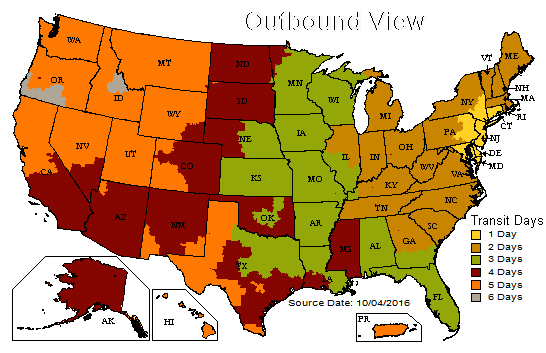 Outbound View
WA
MT
ND
MN
VT
ME
OR
ID
SD
WI
NY
NH
MA
WY
MI
RI
CT
NV
NE
IA
PA
NJ
UT
CO
IL
IN
OH
DE
MD
CA
KS
MO
WV
VA
KY
NC
AZ
NM
OK
AR
TN
SC
TX
MS
AL
GA
LA
FL
AK
HI
PR
Source Date: 10/04/2016
Transit Days
1 Day
2 Days
3 Days
4 Days
5 Days
6 Days